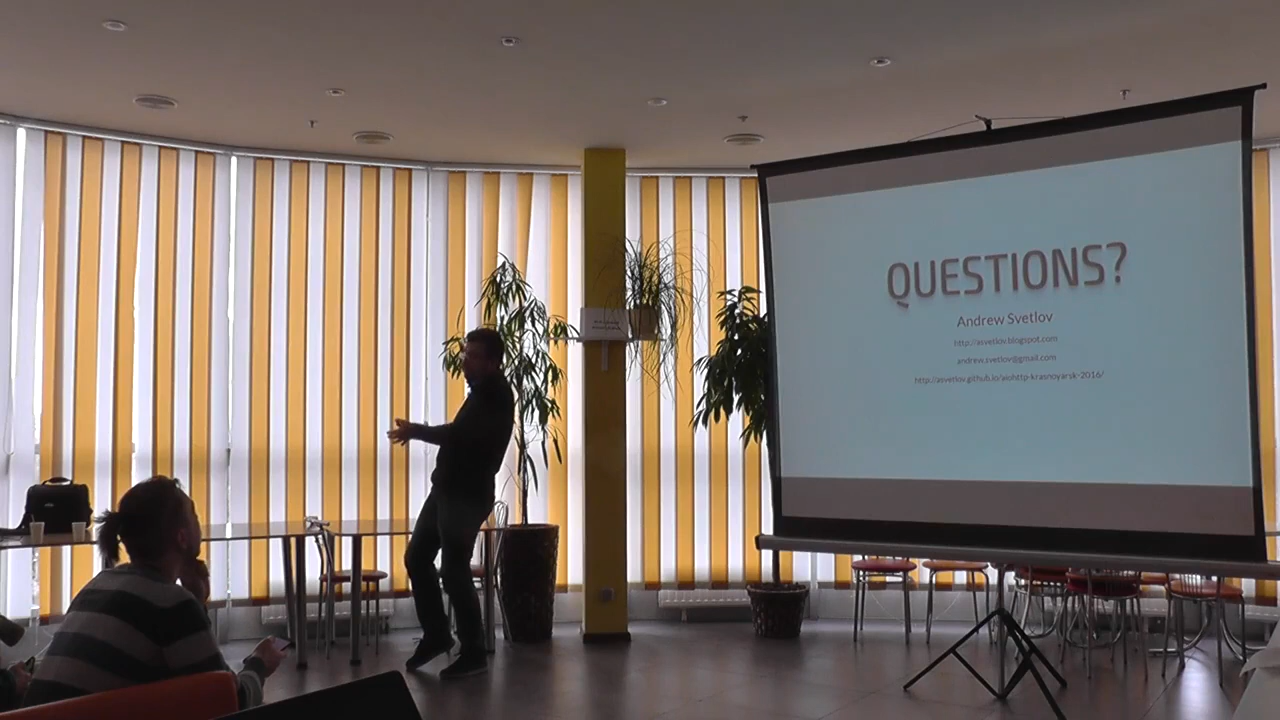 QUESTIONS?
Andrew Svetlov
http://asvetlov.blogspot.com
andrew.svetlov@gmail.com
http://asvetlov.github.io/aiohttp-krasnoyarsk-2016/